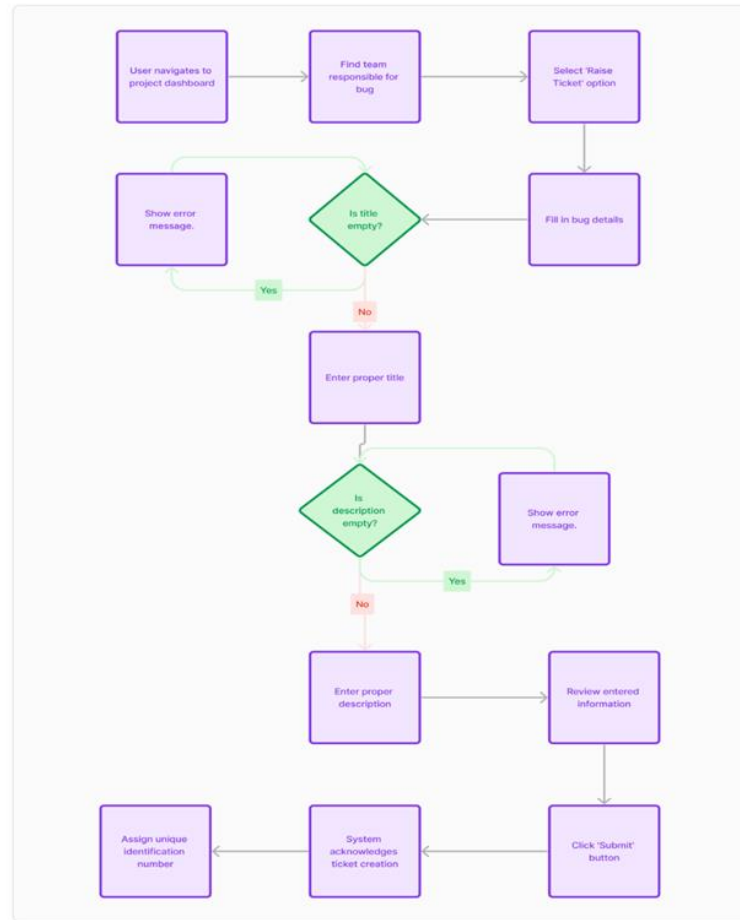 User navigates to
project dashboard
Find team
responsible for
bug
Select 'Raise
Ticket' option
Show error
message.
Is title
empty?
Fill in bug details
Yes
No
Enter proper title
Is
description
empty?
Show error
message.
Yes
No
Enter proper
description
Review entered
information
Assign unique
identification
number
System
acknowledges
ticket creation
Click 'Submit'
button